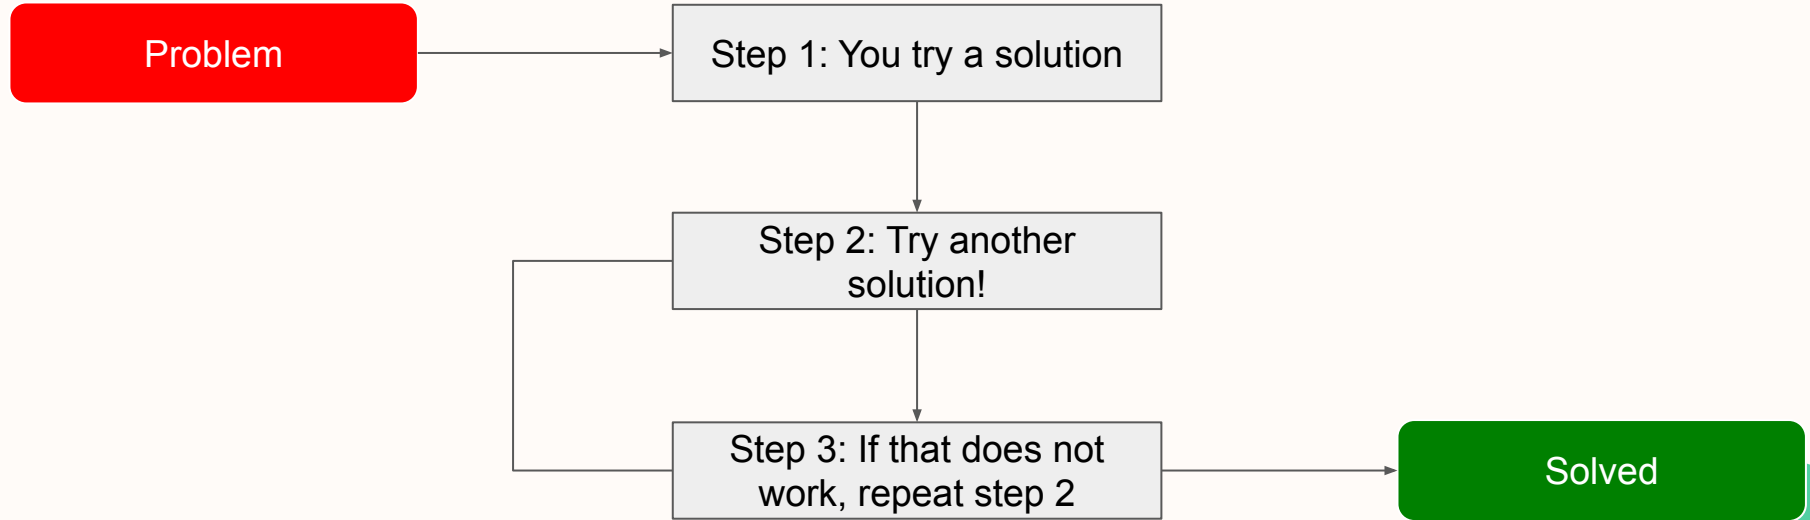 Problem
Step 1: You try a solution
Step 2: Try another
solution!
Step 3: If that does not
work, repeat step 2
Solved